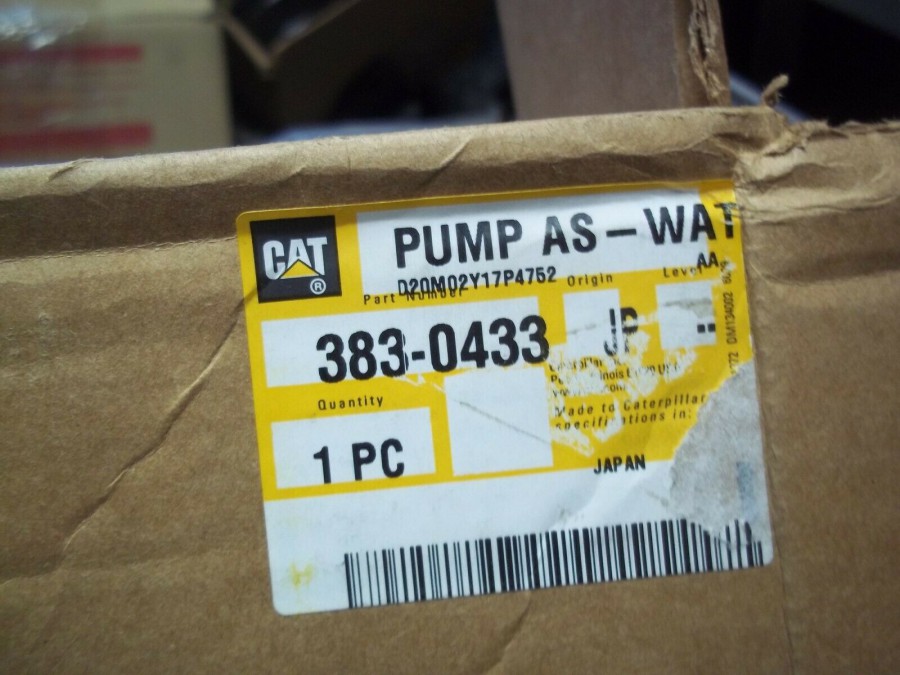 CAT ®
PUMP AS-WAT
D20M02Y17P4752
AA
Part Number
Origin
Level
383-0433
JP
--
Quantity
1 PC
Made to Caterpillar
specifications in:
JAPAN
DM134002